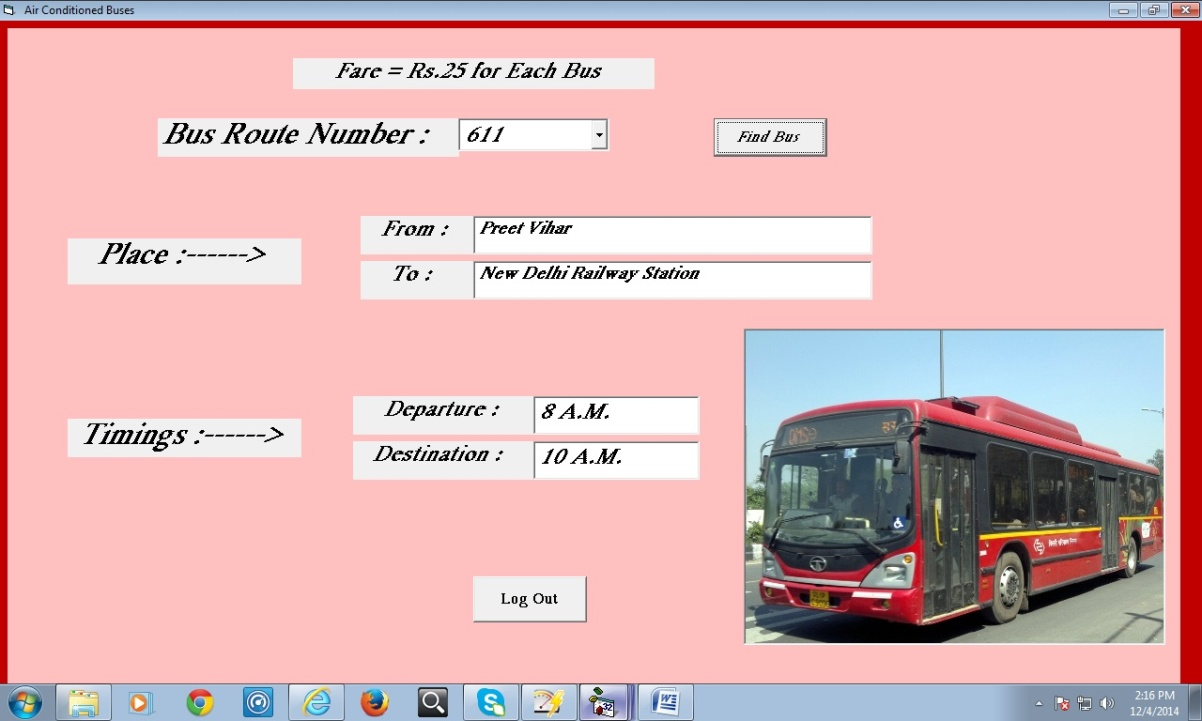 Air Conditioned Buses
Fare = Rs.25 for Each Bus
Bus Route Number : 611
Find Bus
Place :------>
From : Preet Vihar
To : New Delhi Railway Station
Timings :------>
Departure : 8 A.M.
Destination : 10 A.M.
Log Out
2:16 PM
12/4/2014